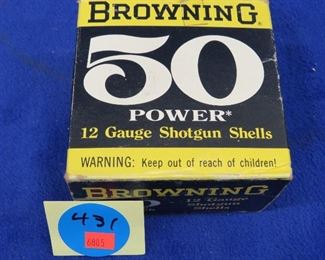 BROWNING®
50
POWER*
12 Gauge Shotgun Shells
WARNING: Keep out of reach of children!
BROWNING
12 Gauge
Shotgun
Shells
431
6805